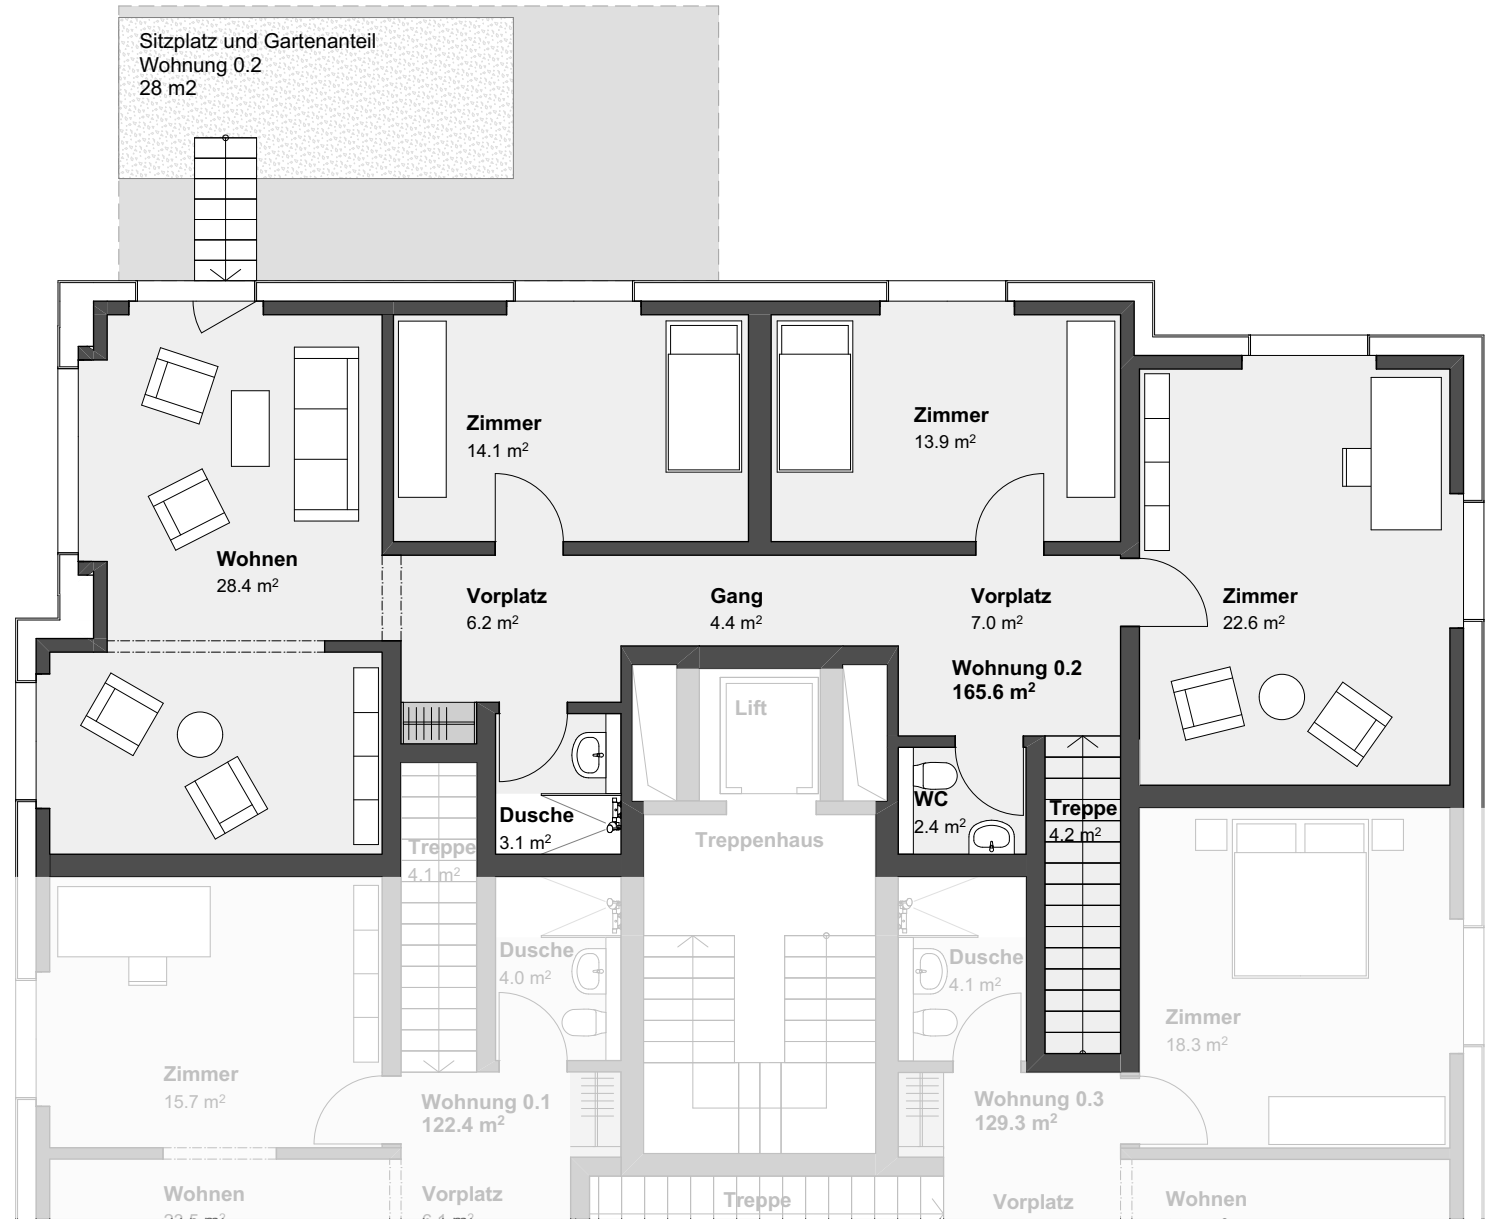 Sitzplatz und Gartenanteil
Wohnung 0.2
28 m2
Zimmer
14.1 m²
Zimmer
13.9 m²
Wohnen
28.4 m²
Vorplatz
6.2 m²
Gang
4.4 m²
Vorplatz
7.0 m²
Zimmer
22.6 m²
Wohnung 0.2
165.6 m²
Lift
Dusche
3.1 m²
WC
2.4 m²
Treppe
4.2 m²
Treppe
4.1 m²
Treppenhaus
Dusche
4.0 m²
Dusche
4.1 m²
Zimmer
18.3 m²
Zimmer
15.7 m²
Wohnung 0.1
122.4 m²
Wohnung 0.3
129.3 m²
Wohnen
Vorplatz
Treppe
Vorplatz
Wohnen